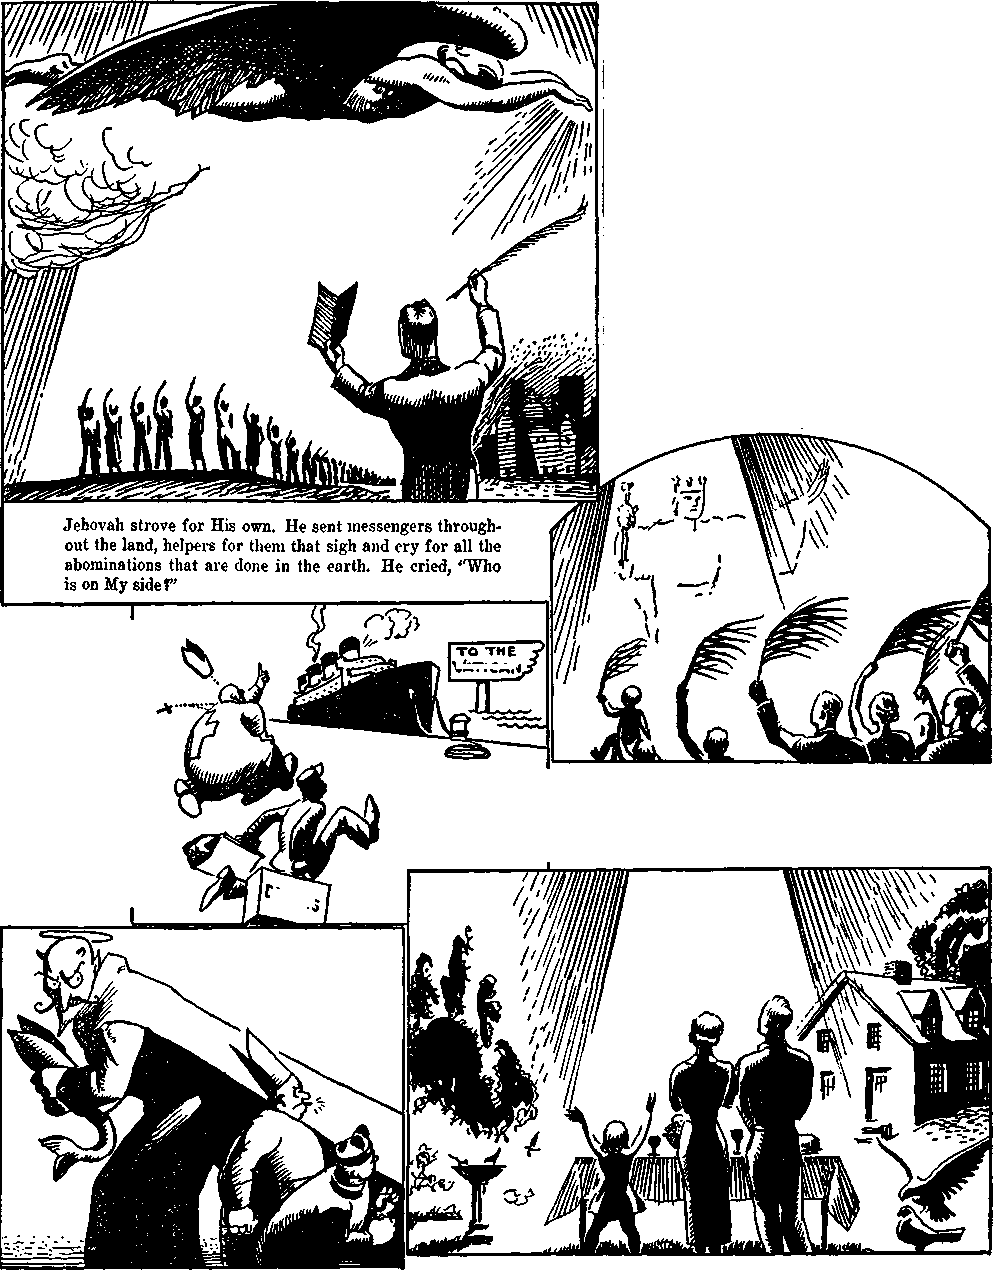 Jehovah strove for His own. He sent messengers through-
out the land, helpers for them that sigh and cry for all the
abominations that are done in the earth. He cried, "Who
is on My side?"
TO THE
VATICAN